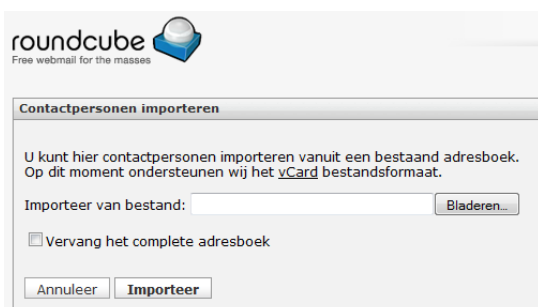 roundcube
Free webmail for the masses
Contactpersonen importeren
U kunt hier contactpersonen importeren vanuit een bestaand adresboek.
Op dit moment ondersteunen wij het vCard bestandsformaat.
Importeer van bestand: Bladeren...
Vervang het complete adresboek
Annuleer Importeer